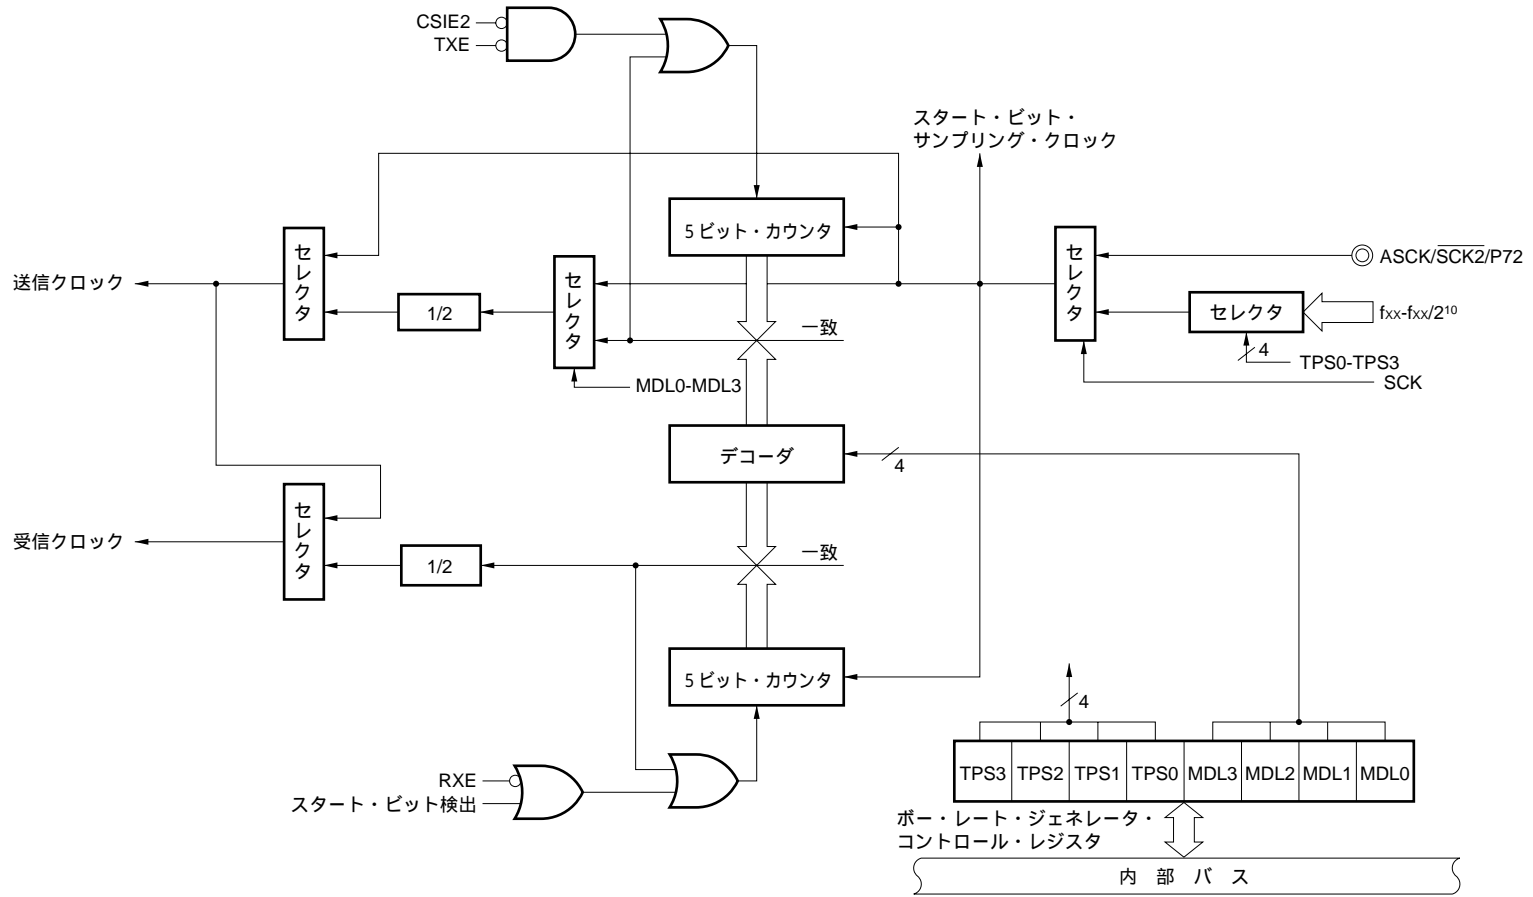 CSIE2
TXE
スタート・ビット・
サンプリング・クロック
5ビット・カウンタ
セレクタ
セレクタ
セレクタ
ASCK/S̅C̅K̅2̅/P72
送信クロック
1/2
セレクタ
fXX-fXX/2¹⁰
一致
4
TPS0-TPS3
MDL0-MDL3
SCK
デコーダ
4
セレクタ
受信クロック
1/2
一致
5ビット・カウンタ
4
RXE
スタート・ビット検出
TPS3 TPS2 TPS1 TPS0 MDL3 MDL2 MDL1 MDL0
ボー・レート・ジェネレータ・
コントロール・レジスタ
内 部 バ ス